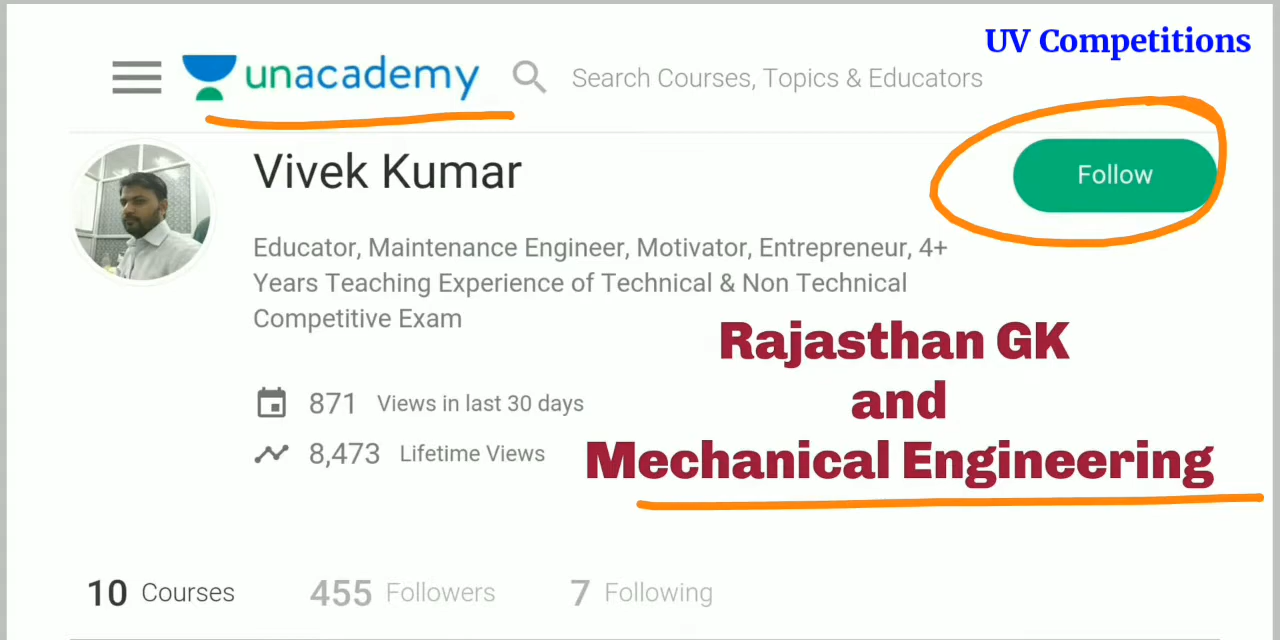 UV Competitions
unacademy Search Courses, Topics & Educators
Vivek Kumar
Follow
Educator, Maintenance Engineer, Motivator, Entrepreneur, 4+
Years Teaching Experience of Technical & Non Technical
Competitive Exam
Rajasthan GK
and
Mechanical Engineering
871 Views in last 30 days
8,473 Lifetime Views
10 Courses 455 Followers 7 Following